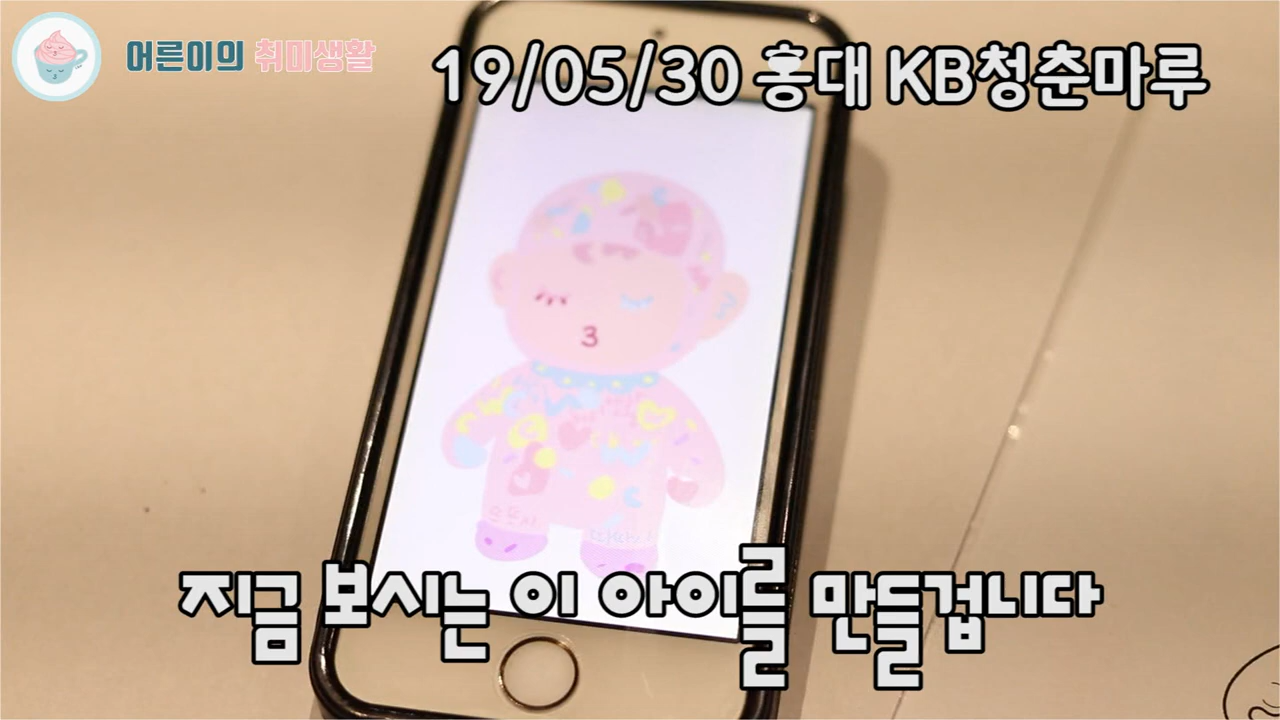 어른이의 취미생활
19/05/30 홍대 KB청춘마루
지금 보시는 이 아이를 만들겁니다